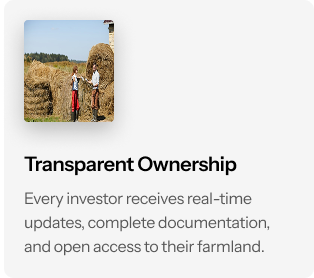 Transparent Ownership
Every investor receives real-time
updates, complete documentation,
and open access to their farmland.